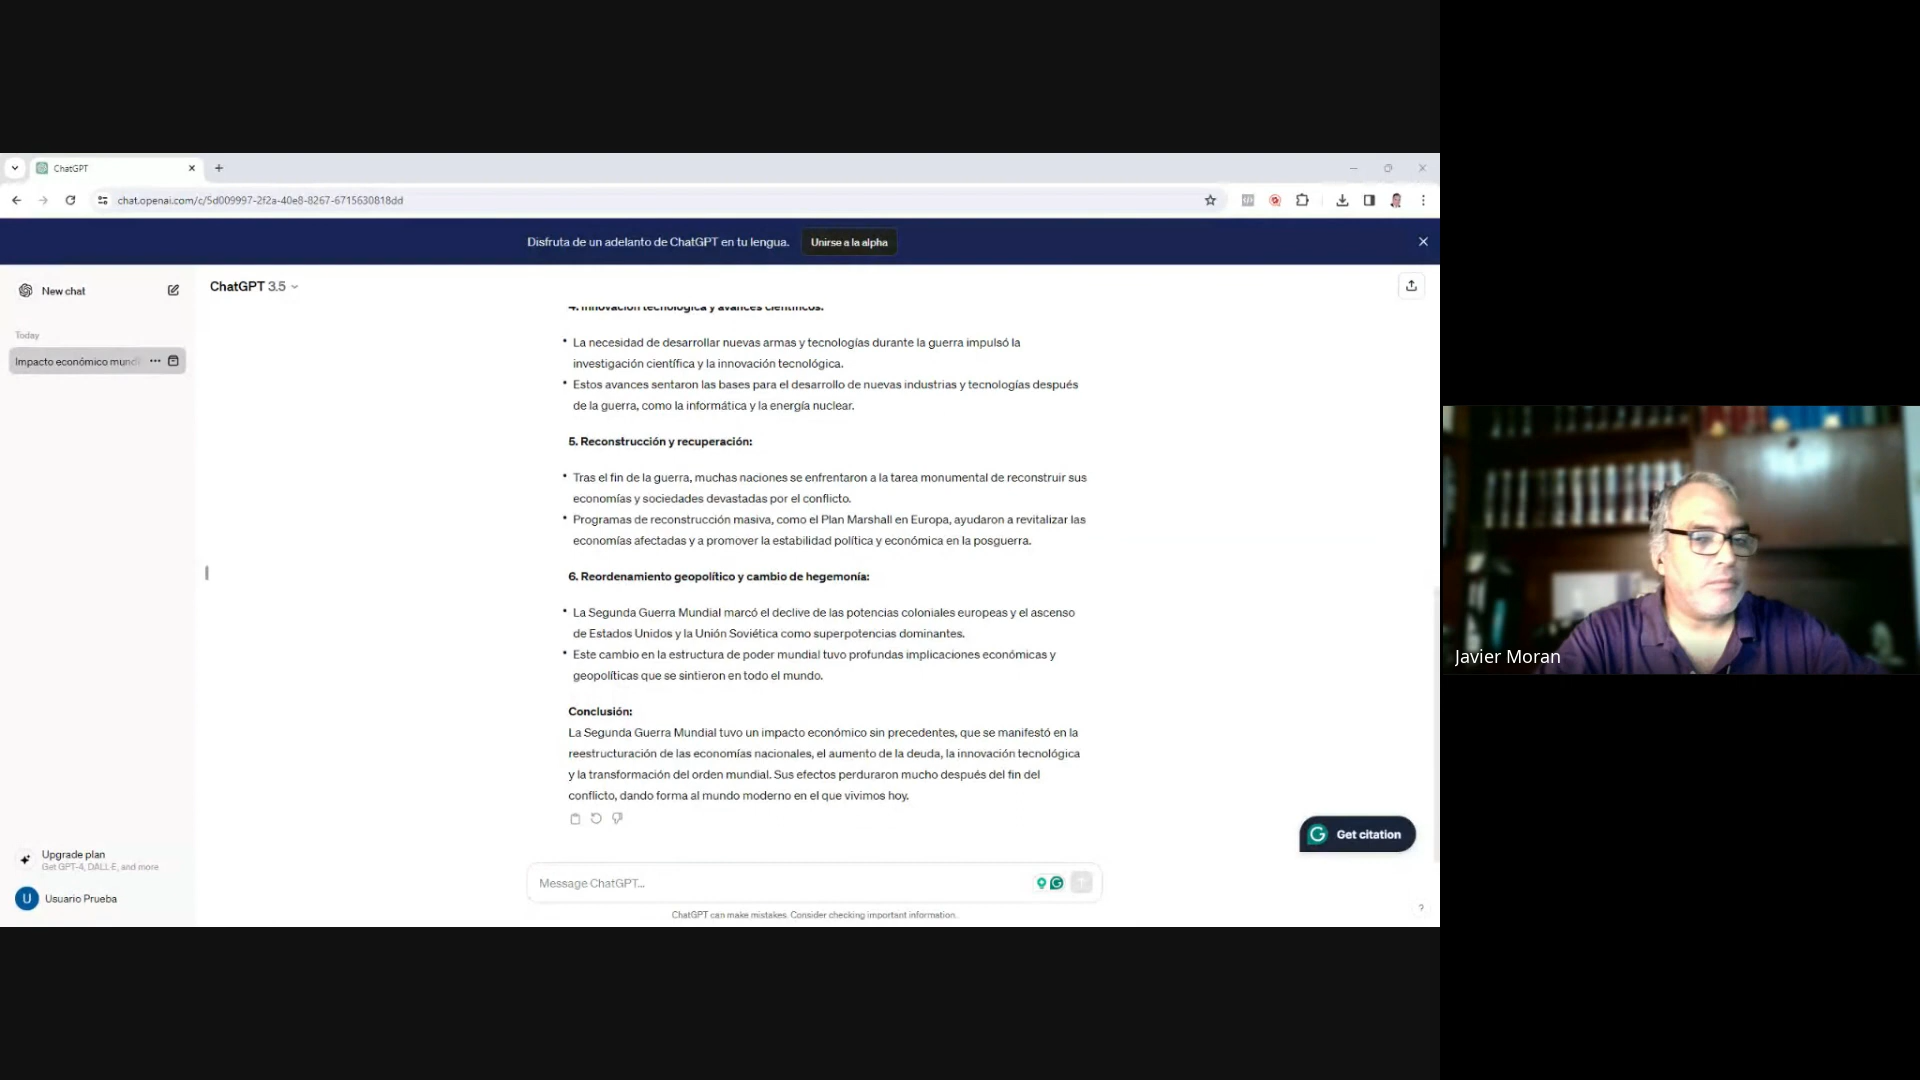 ChatGPT
chat.openai.com/c/5d009997-2f2a-40e8-8267-6715630818dd
Disfruta de un adelanto de ChatGPT en tu lengua. Unirse a la alpha
New chat
ChatGPT 3.5
Today
Impacto económico mundi
4. Innovación tecnológica y avances científicos:
• La necesidad de desarrollar nuevas armas y tecnologías durante la guerra impulsó la
investigación científica y la innovación tecnológica.
• Estos avances sentaron las bases para el desarrollo de nuevas industrias y tecnologías después
de la guerra, como la informática y la energía nuclear.
5. Reconstrucción y recuperación:
• Tras el fin de la guerra, muchas naciones se enfrentaron a la tarea monumental de reconstruir sus
economías y sociedades devastadas por el conflicto.
• Programas de reconstrucción masiva, como el Plan Marshall en Europa, ayudaron a revitalizar las
economías afectadas y a promover la estabilidad política y económica en la posguerra.
6. Reordenamiento geopolítico y cambio de hegemonía:
• La Segunda Guerra Mundial marcó el declive de las potencias coloniales europeas y el ascenso
de Estados Unidos y la Unión Soviética como superpotencias dominantes.
• Este cambio en la estructura de poder mundial tuvo profundas implicaciones económicas y
geopolíticas que se sintieron en todo el mundo.
Conclusión:
La Segunda Guerra Mundial tuvo un impacto económico sin precedentes, que se manifestó en la
reestructuración de las economías nacionales, el aumento de la deuda, la innovación tecnológica
y la transformación del orden mundial. Sus efectos perduraron mucho después del fin del
conflicto, dando forma al mundo moderno en el que vivimos hoy.
Get citation
Upgrade plan
Get GPT-4, DALL·E, and more
U Usuario Prueba
Message ChatGPT...
ChatGPT can make mistakes. Consider checking important information.
?
Javier Moran